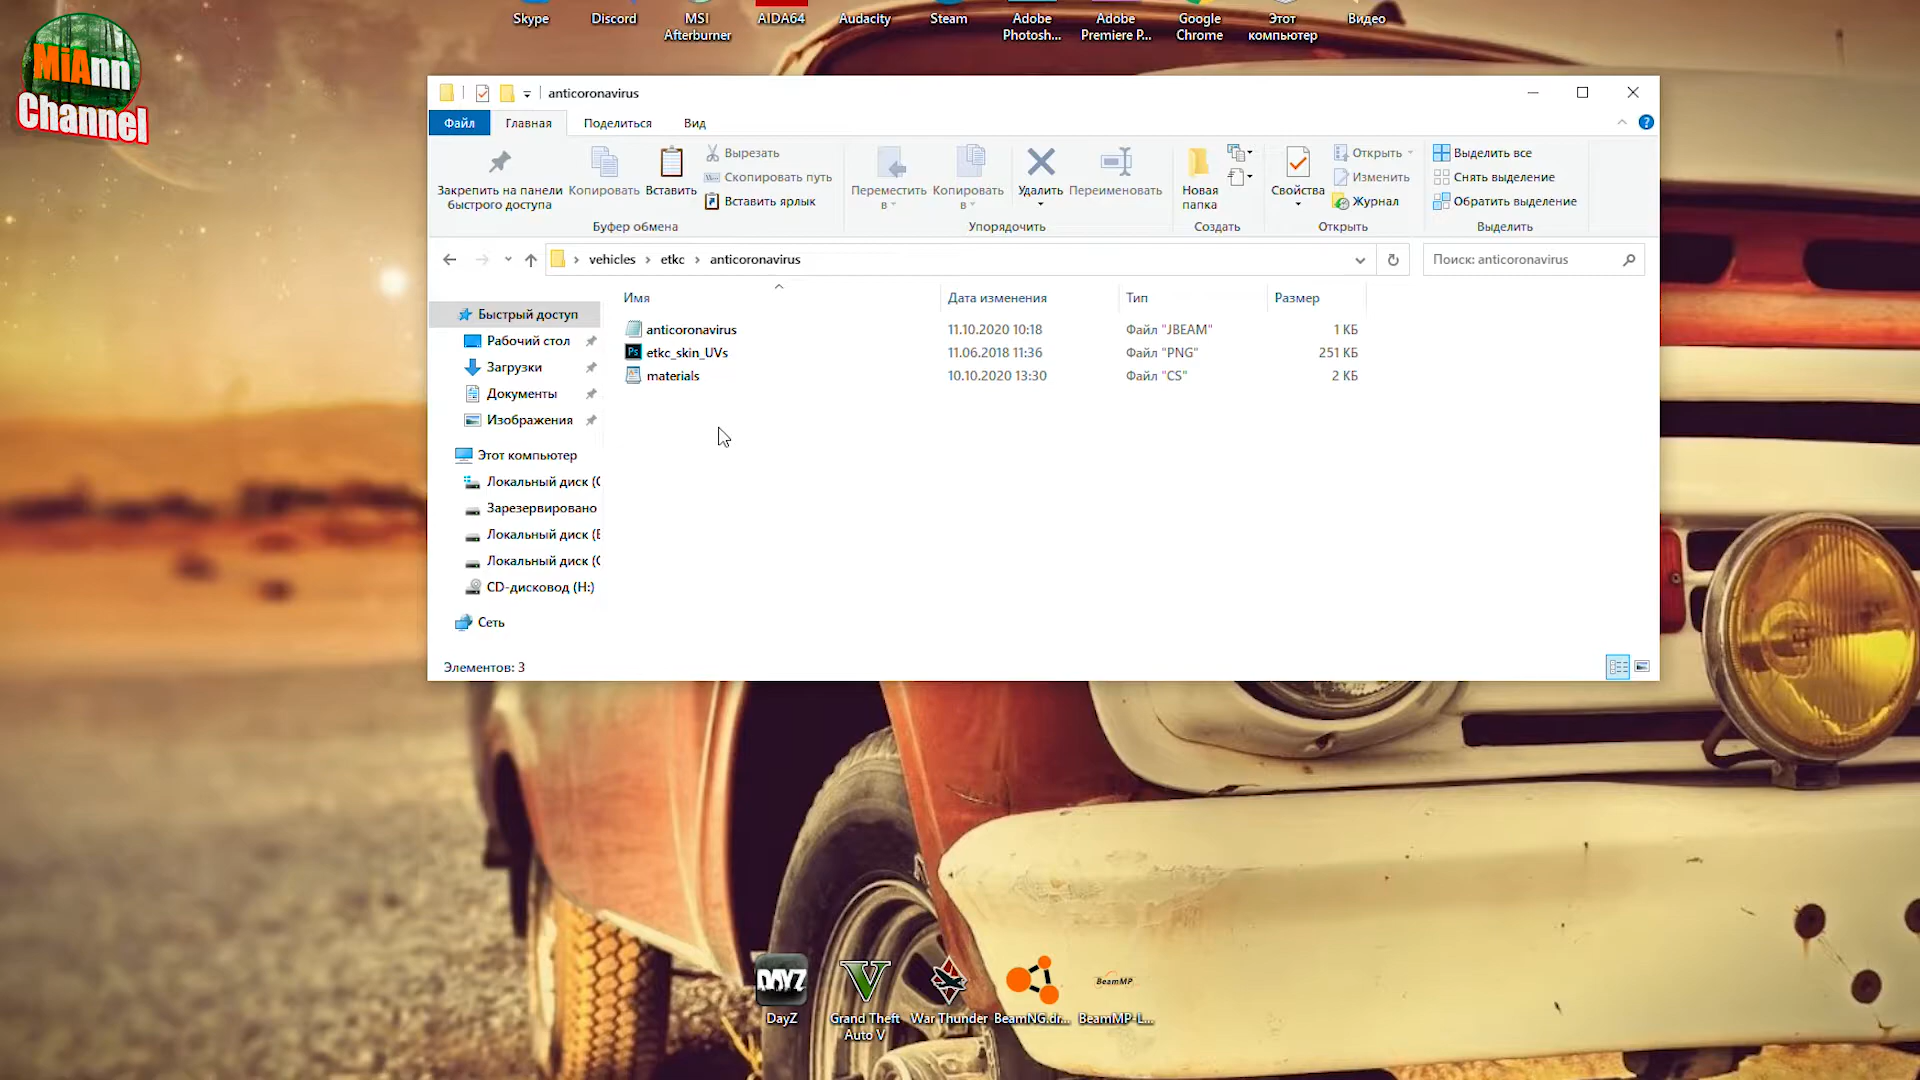 Skype
Discord
MSI
Afterburner
AIDA64
Audacity
Steam
Adobe
Photosh...
Adobe
Premiere P...
Google
Chrome
Этот
компьютер
Видео
MiAnn
Channel
anticoronavirus
Файл
Главная
Поделиться
Вид
Закрепить на панели
быстрого доступа
Копировать
Вставить
Вырезать
Скопировать путь
Вставить ярлык
Буфер обмена
Переместить
в
Копировать
в
Удалить
Переименовать
Упорядочить
Новая
папка
Создать
Свойства
Открыть
Изменить
Журнал
Открыть
Выделить все
Снять выделение
Обратить выделение
Выделить
vehicles › etkc › anticoronavirus
Поиск: anticoronavirus
Имя
Дата изменения
Тип
Размер
anticoronavirus 11.10.2020 10:18 Файл "JBEAM" 1 КБ
etkc_skin_UVs 11.06.2018 11:36 Файл "PNG" 251 КБ
materials 10.10.2020 13:30 Файл "CS" 2 КБ
Быстрый доступ
Рабочий стол
Загрузки
Документы
Изображения
Этот компьютер
Локальный диск (C
Зарезервировано
Локальный диск (E
Локальный диск (G
CD-дисковод (H:)
Сеть
Элементов: 3
DAYZ
BeamMP
DayZ
Grand Theft
Auto V
War Thunder
BeamNG.dr...
BeamMP-L...